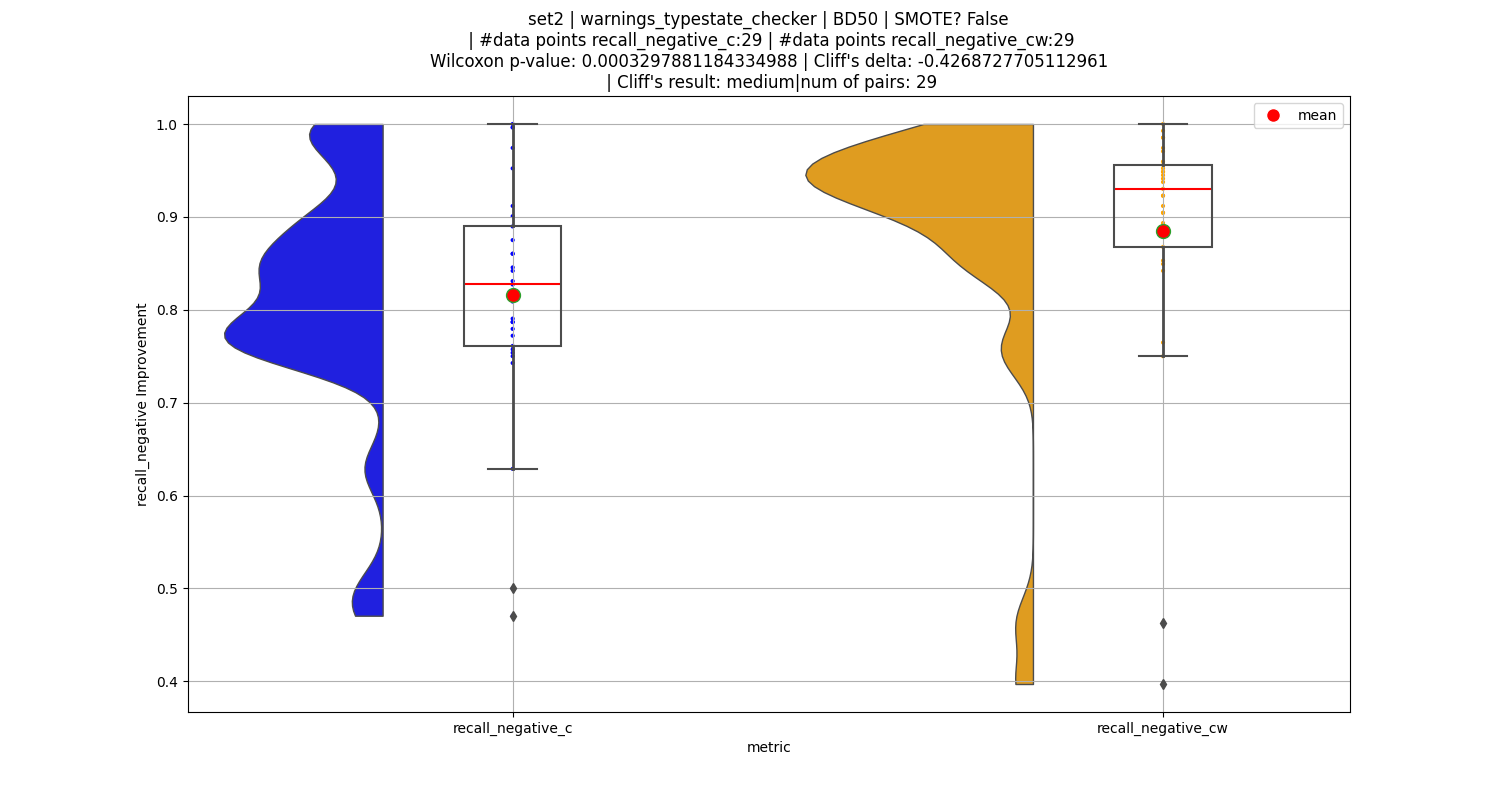 set2 | warnings_typestate_checker | BD50 | SMOTE? False
| #data points recall_negative_c:29 | #data points recall_negative_cw:29
Wilcoxon p-value: 0.0003297881184334988 | Cliff's delta: -0.4268727705112961
| Cliff's result: medium|num of pairs: 29
mean
1.0
0.9
0.8
0.7
0.6
0.5
0.4
recall_negative Improvement
recall_negative_c
recall_negative_cw
metric